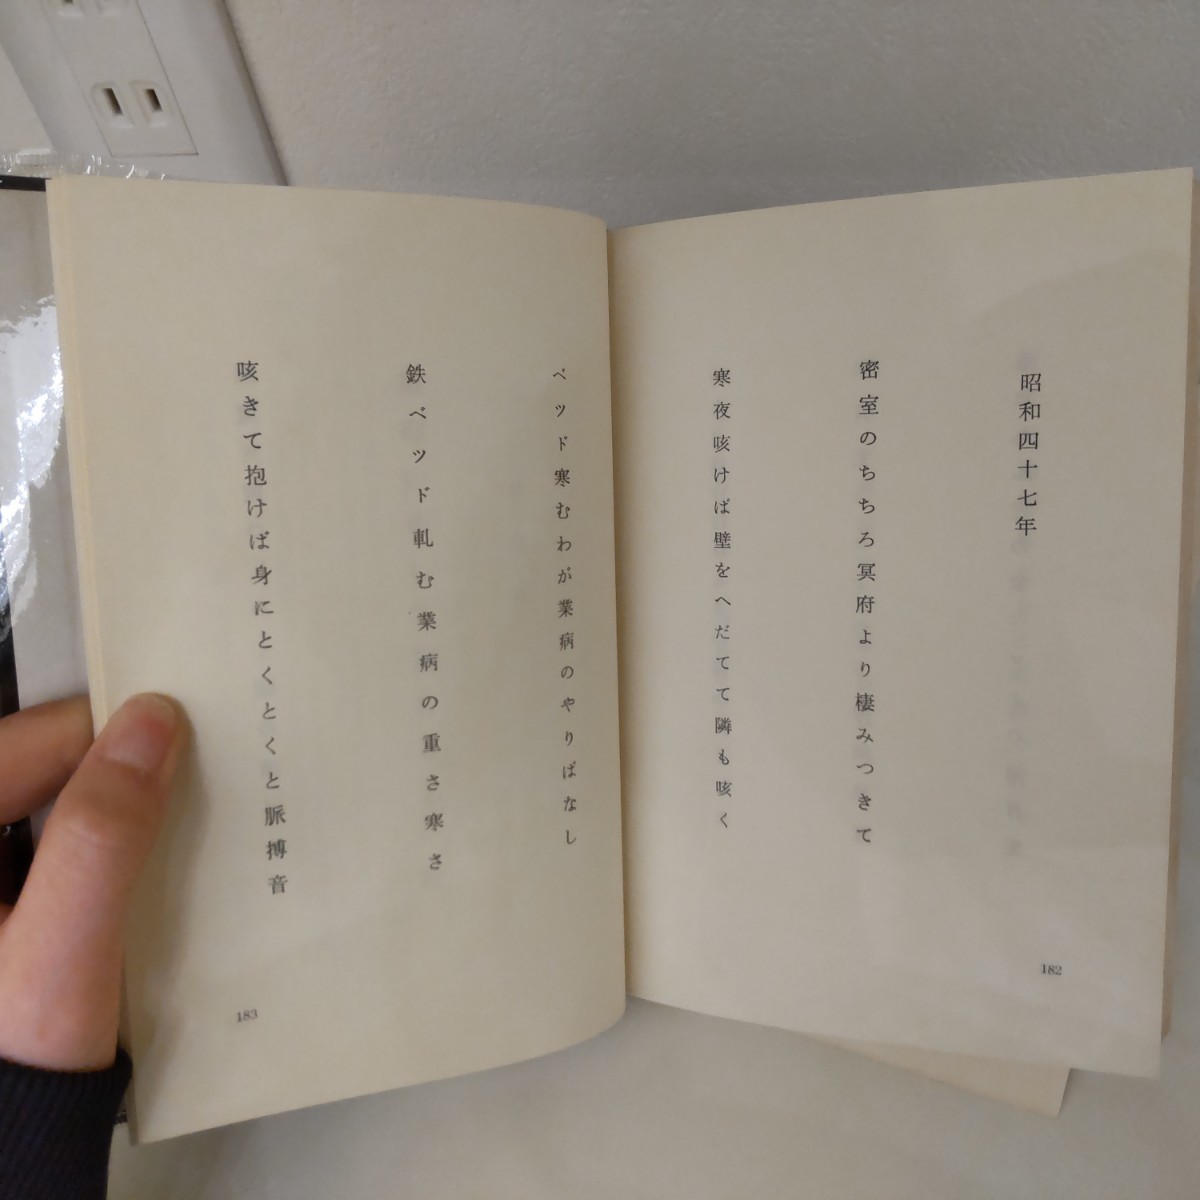 昭和四十七年
密室のちちろ冥府より棲みつきて
寒夜咳けば壁をへだてて隣も咳く
182
ベツド寒むわが業病のやりばなし
鉄ベツド軋む業病の重さ寒さ
咳きて抱けば身にとくとくと脈搏音
183